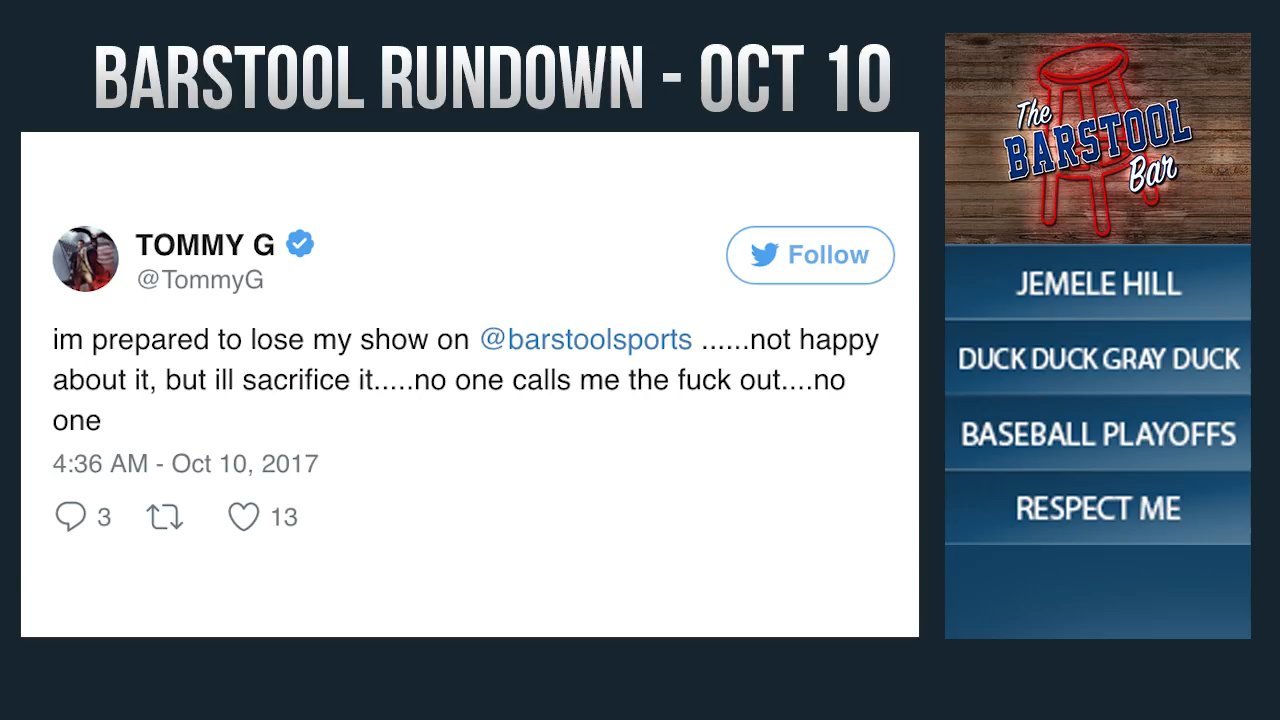 BARSTOOL RUNDOWN - OCT 10
The
BARSTOOL
Bar
TOMMY G
@TommyG
Follow
im prepared to lose my show on @barstoolsports ......not happy
about it, but ill sacrifice it.....no one calls me the fuck out....no
one
4:36 AM - Oct 10, 2017
3
13
JEMELE HILL
DUCK DUCK GRAY DUCK
BASEBALL PLAYOFFS
RESPECT ME